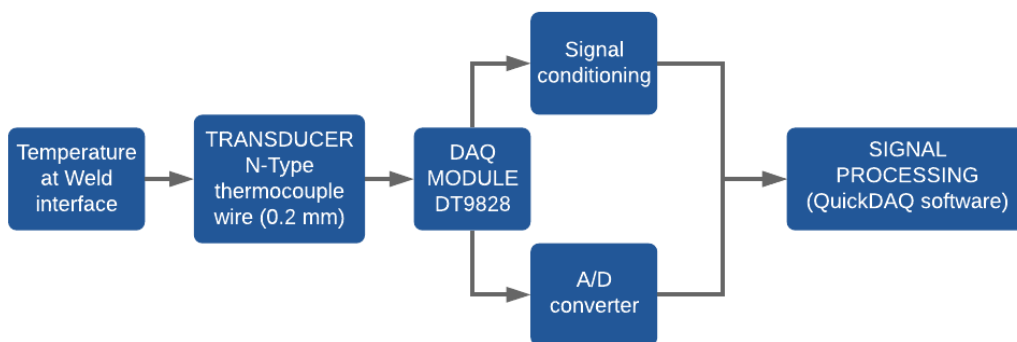 Temperature
at Weld
interface
TRANSDUCER
N-Type
thermocouple
wire (0.2 mm)
DAQ
MODULE
DT9828
Signal
conditioning
A/D
converter
SIGNAL
PROCESSING
(QuickDAQ software)